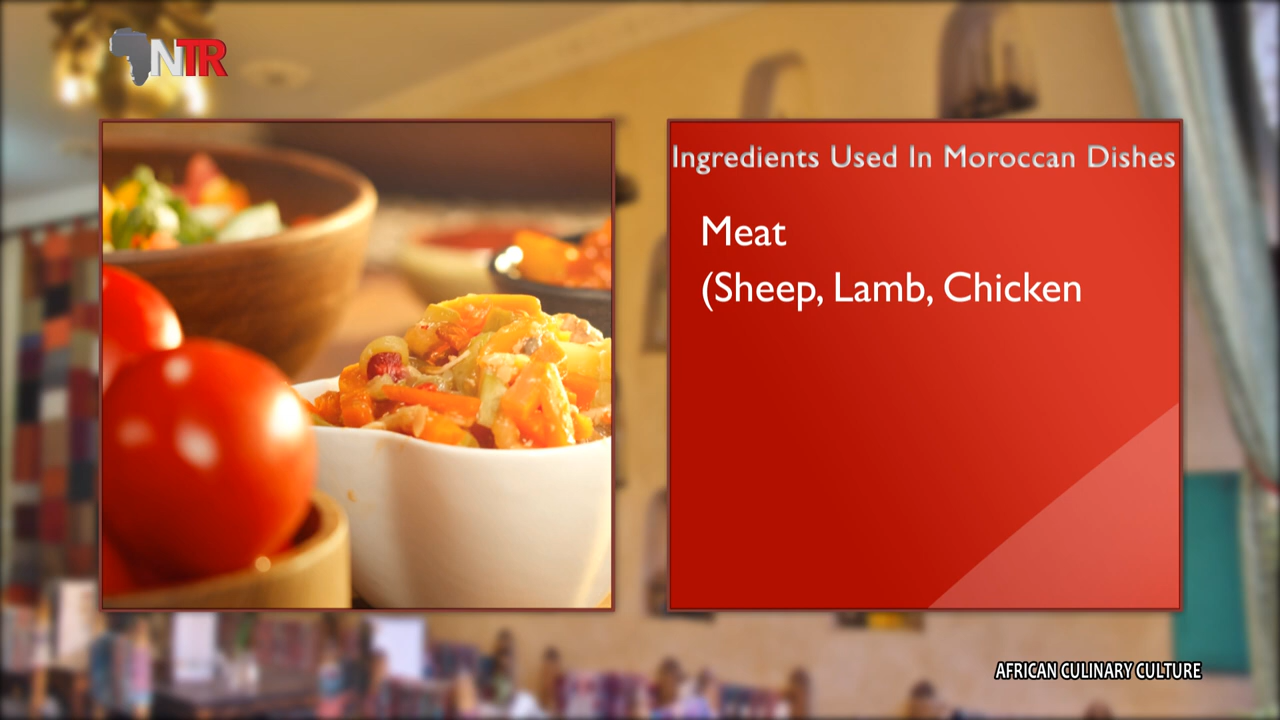 NTR
Ingredients Used In Moroccan Dishes
Meat
(Sheep, Lamb, Chicken
AFRICAN CULINARY CULTURE